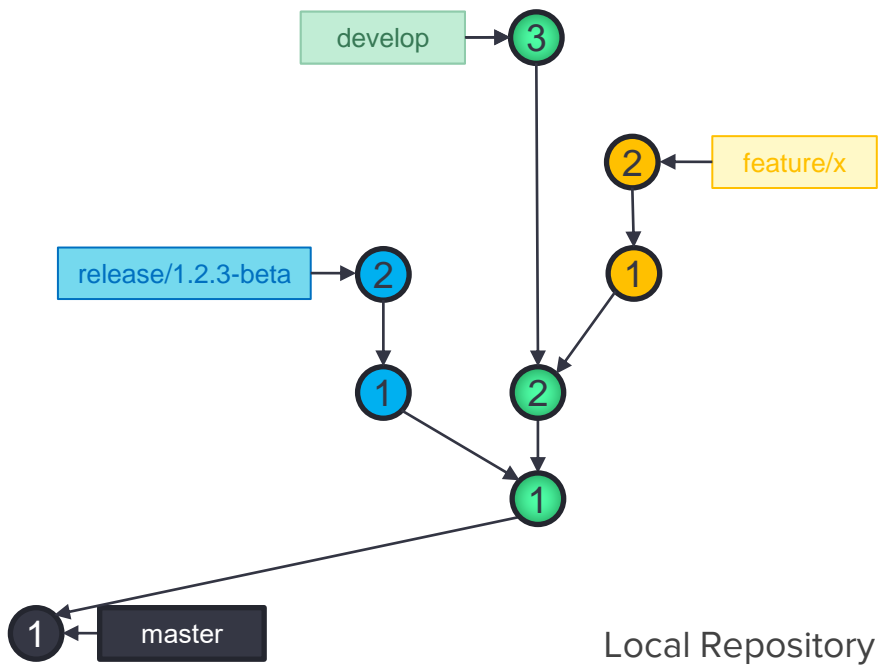 develop
3
2
feature/x
release/1.2.3-beta
2
1
1
2
1
1
master
Local Repository